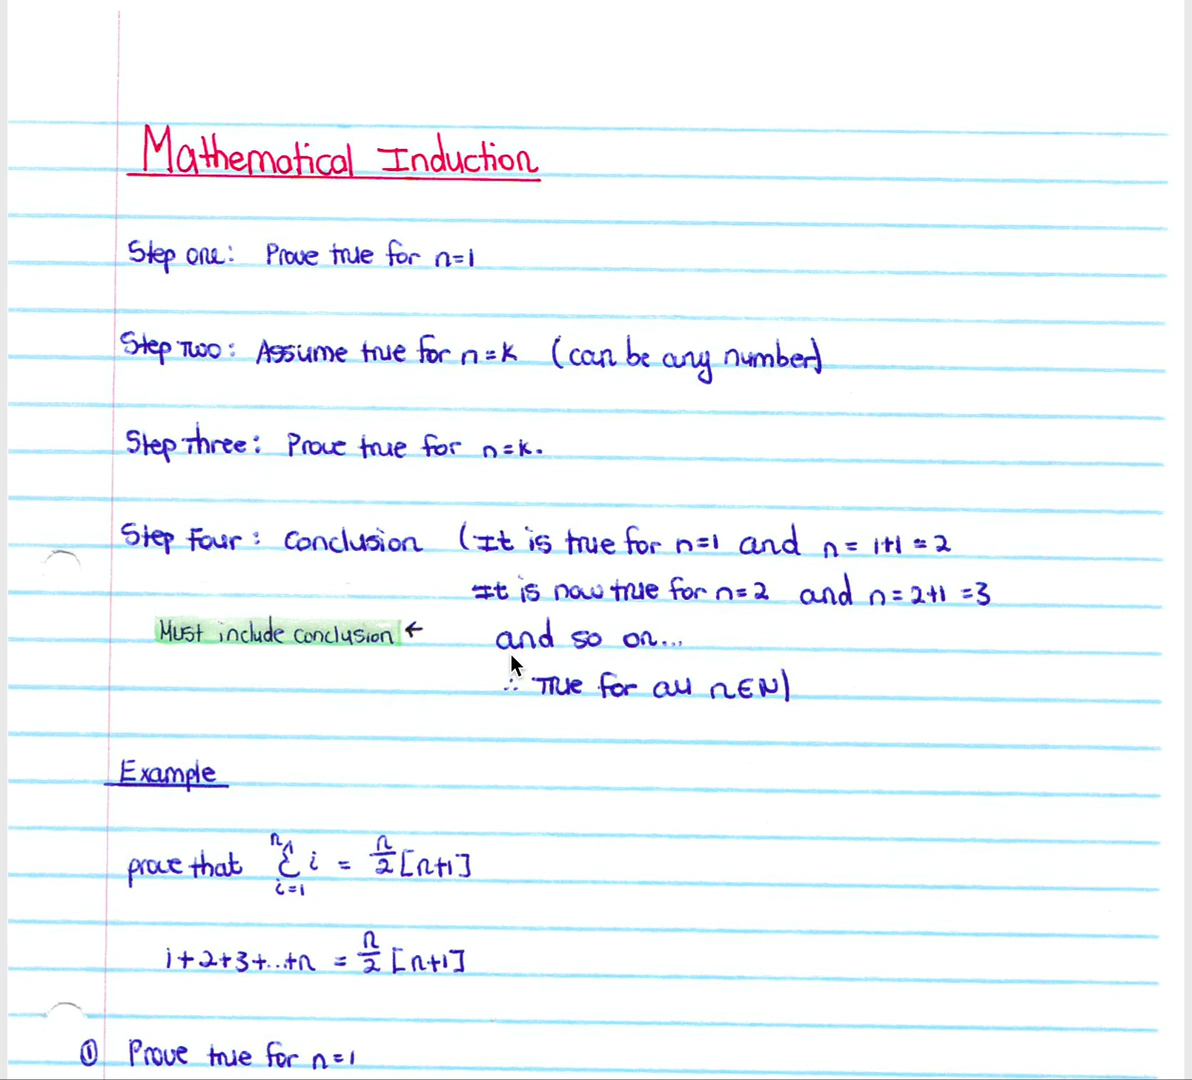 Mathematical Induction
Step one: Prove true for n=1
Step Two: Assume true for n=k (can be any number)
Step Three: Prove true for n=k.
Step Four: Conclusion (It is true for n=1 and n= 1+1 = 2
It is now true for n=2 and n=2+1 =3
Must include conclusion ←
and so on...
∴ True for all n∈N)
Example
prove that n Σ i=1 i = n/2 [n+1]
1+2+3+...+n = n/2 [n+1]
① Prove true for n=1